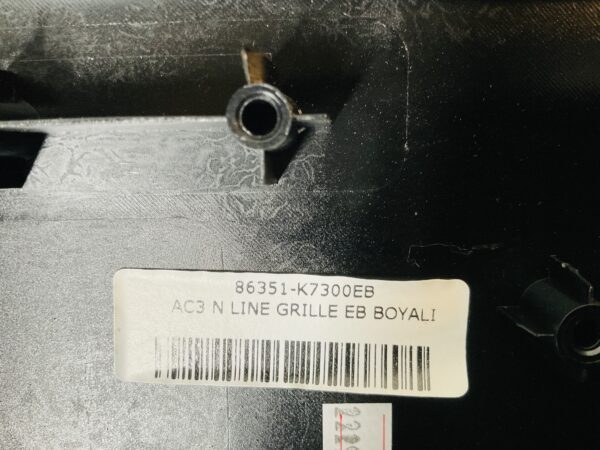 86351-K7300EB
AC3 N LINE GRILLE EB BOYALI